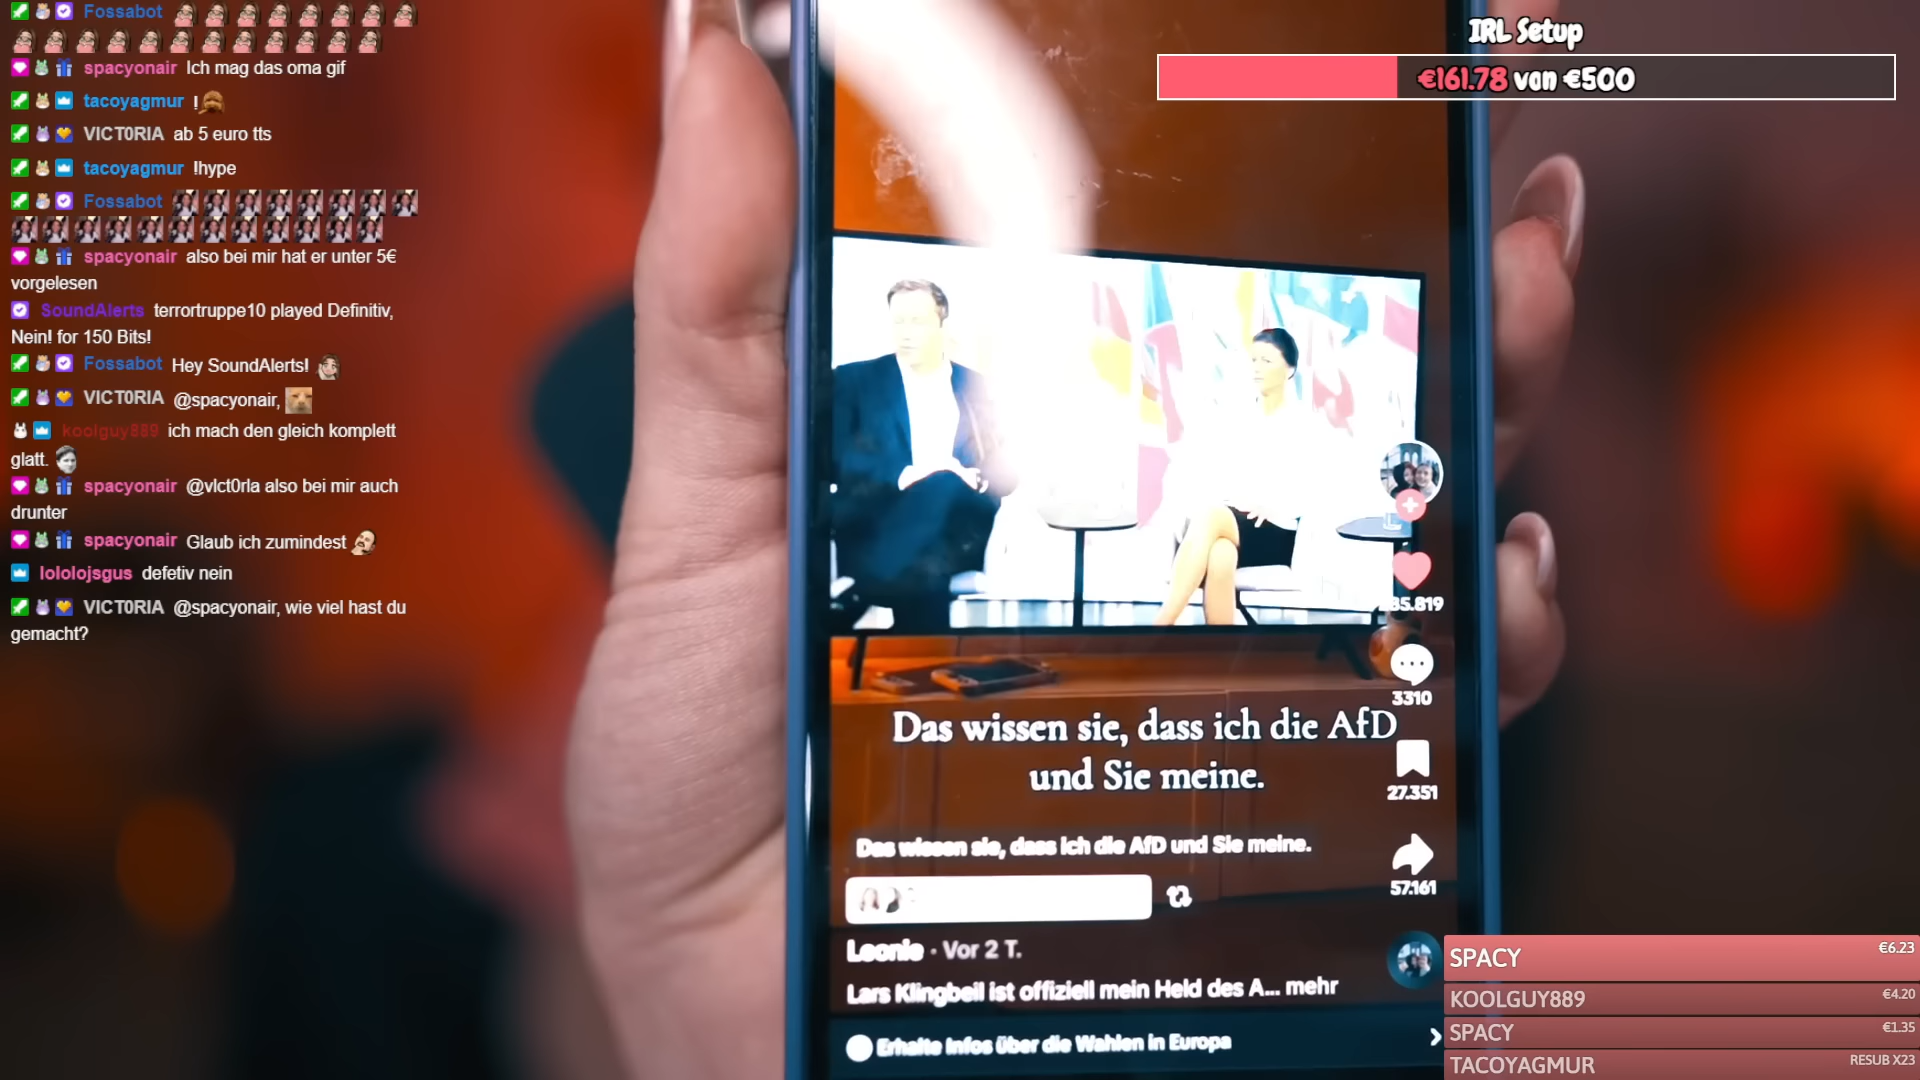 Fossabot
spacyonair Ich mag das oma gif
tacoyagmur !
VICT0RIA ab 5 euro tts
tacoyagmur !hype
Fossabot
spacyonair also bei mir hat er unter 5€
vorgelesen
SoundAlerts terrortruppe10 played Definitiv,
Nein! for 150 Bits!
Fossabot Hey SoundAlerts!
VICT0RIA @spacyonair,
koolguy889 ich mach den gleich komplett
glatt.
spacyonair @vIct0rIa also bei mir auch
drunter
spacyonair Glaub ich zumindest
lololojsgus defetiv nein
VICT0RIA @spacyonair, wie viel hast du
gemacht?
IRL Setup
€161.78 von €500
85.819
3310
Das wissen sie, dass ich die AfD
und Sie meine.
27.351
Das wissen sie, dass ich die AfD und Sie meine.
57.161
Leonie · Vor 2 T.
Lars Klingbeil ist offiziell mein Held des A... mehr
Erhalte Infos über die Wahlen in Europa
SPACY €6.23
KOOLGUY889 €4.20
SPACY €1.35
TACOYAGMUR RESUB X23